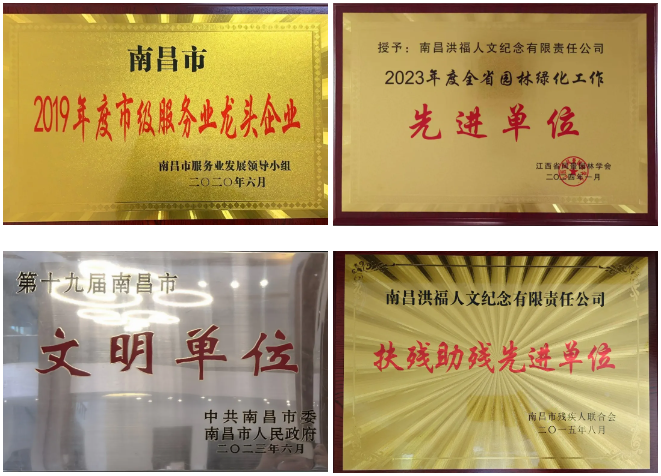 南昌市
2019年度市级服务业龙头企业
南昌市服务业发展领导小组
二〇二〇年六月
授予：南昌洪福人文纪念有限责任公司
2023年度全省园林绿化工作
先进单位
二〇二四年一月
第十九届南昌市
文明单位
中共南昌市委
南昌市人民政府
二〇二三年六月
南昌洪福人文纪念有限责任公司
扶残助残先进单位
南昌市残疾人联合会
二〇一五年八月